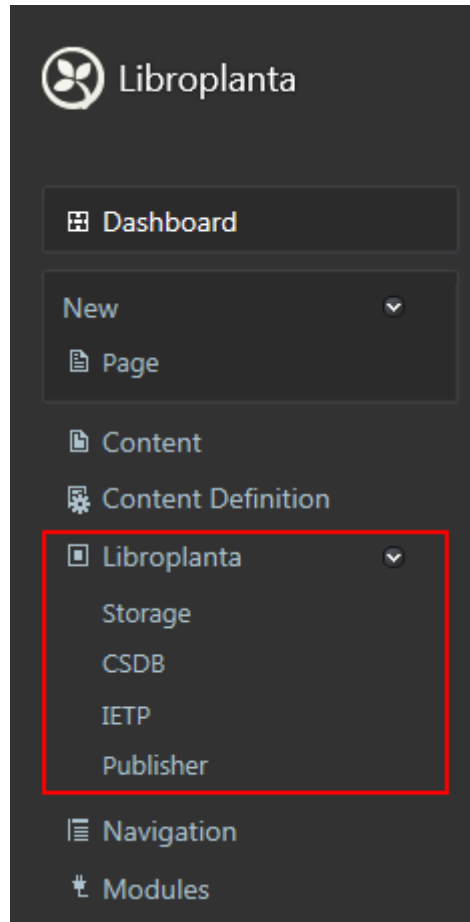 Libroplanta
Dashboard
New
Page
Content
Content Definition
Libroplanta
Storage
CSDB
IETP
Publisher
Navigation
Modules